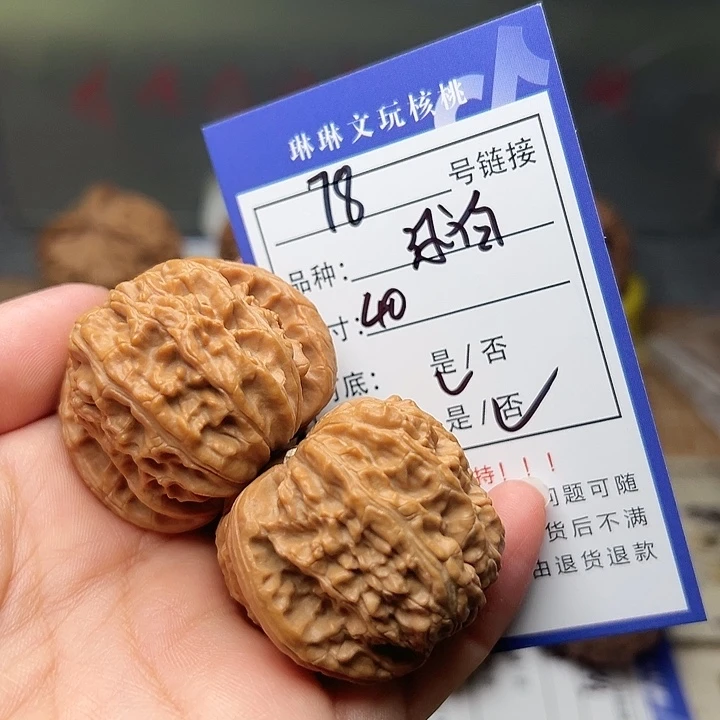 琳琳文玩核桃
78 号链接
品种：
寸：40
底： 是/否
是/否
持！！！
问题可随
货后不满
由退货退款